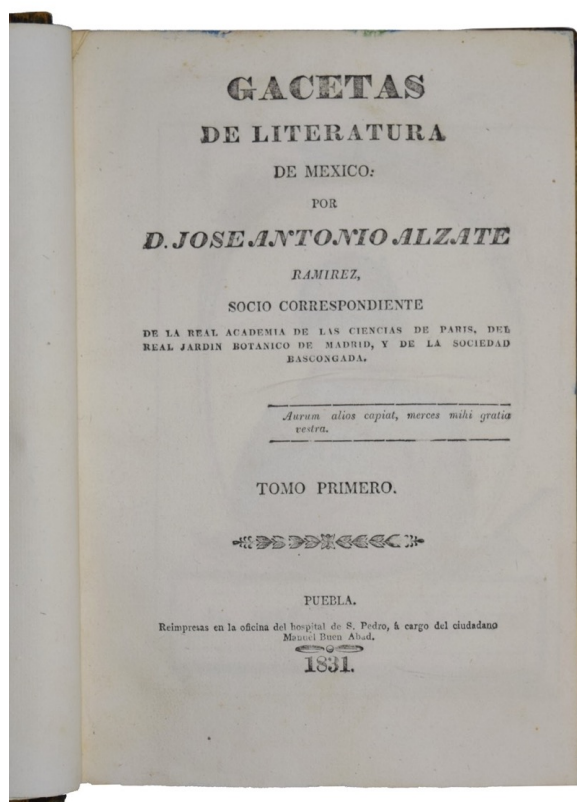 GACETAS
DE LITERATURA
DE MEXICO:
POR
D. JOSE ANTONIO ALZATE
RAMIREZ,
SOCIO CORRESPONDIENTE
DE LA REAL ACADEMIA DE LAS CIENCIAS DE PARIS, DEL
REAL JARDIN BOTANICO DE MADRID, Y DE LA SOCIEDAD
BASCONGADA.
Aurum alios capiat, merces mihi gratia
vestra.
TOMO PRIMERO.
PUEBLA.
Reimpresas en la oficina del hospital de S. Pedro, á cargo del ciudadano
Manuel Buen Abad.
1831.